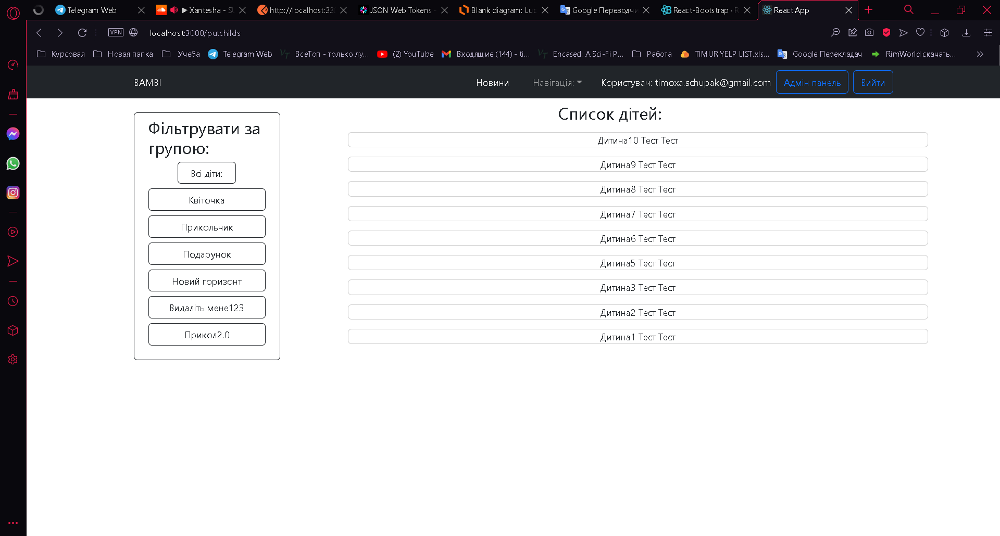 Telegram Web
Xantesha - S
http://localhost:33
JSON Web Tokens
Blank diagram: Luc
Google Переводчи
React-Bootstrap · R
React App
VPN
localhost:3000/putchilds
Курсовая
Новая папка
Учеба
Telegram Web
ВсеТоп - только лу...
(2) YouTube
Входящие (144) - ti...
Encased: A Sci-Fi P...
Работа
TIMUR YELP LIST.xls...
Google Перекладач
RimWorld скачать...
BAMBI
Новини
Навігація:
Користувач: timoxa.schupak@gmail.com
Адмін панель
Вийти
Фільтрувати за
групою:
Всі діти:
Квіточка
Прикольчик
Подарунок
Новий горизонт
Видаліть мене123
Прикол2.0
Список дітей:
Дитина10 Тест Тест
Дитина9 Тест Тест
Дитина8 Тест Тест
Дитина7 Тест Тест
Дитина6 Тест Тест
Дитина5 Тест Тест
Дитина3 Тест Тест
Дитина2 Тест Тест
Дитина1 Тест Тест